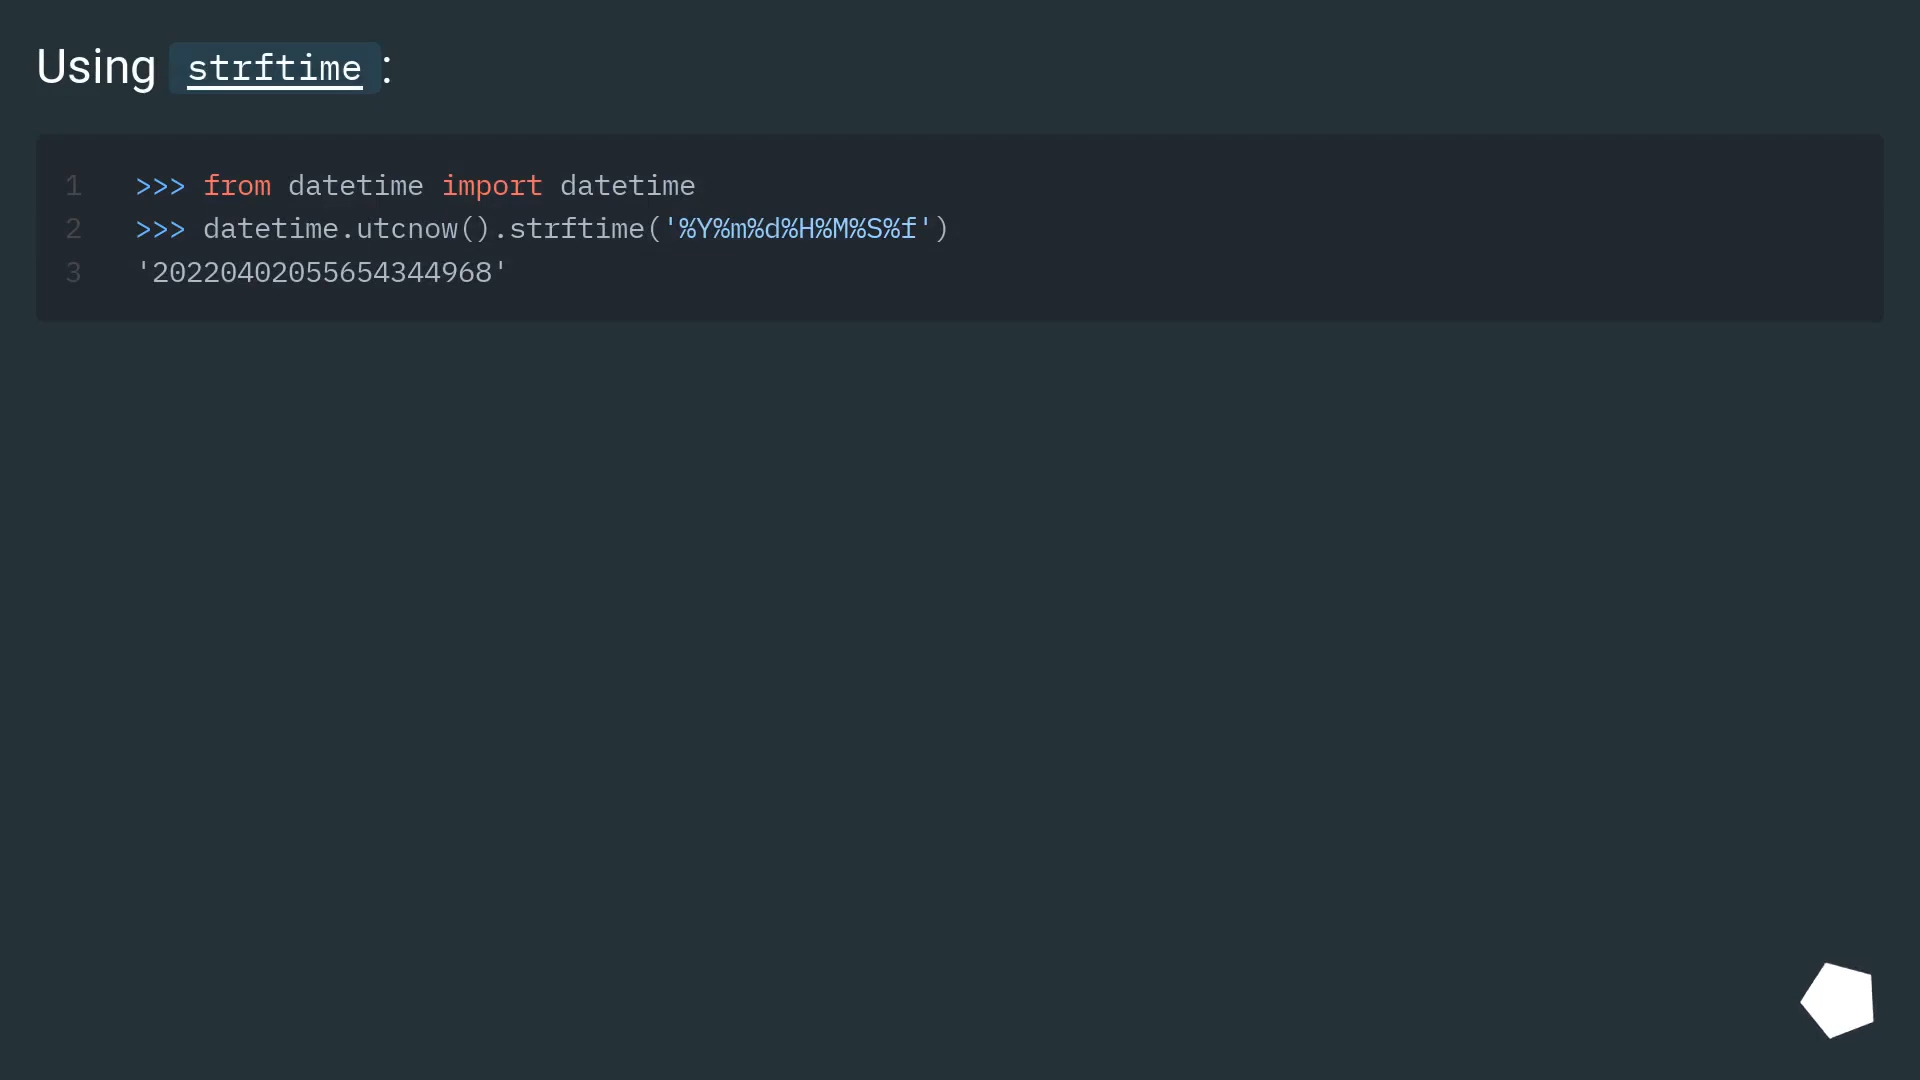 Using strftime:
1 >>> from datetime import datetime
2 >>> datetime.utcnow().strftime('%Y%m%d%H%M%S%f')
3 '20220402055654344968'